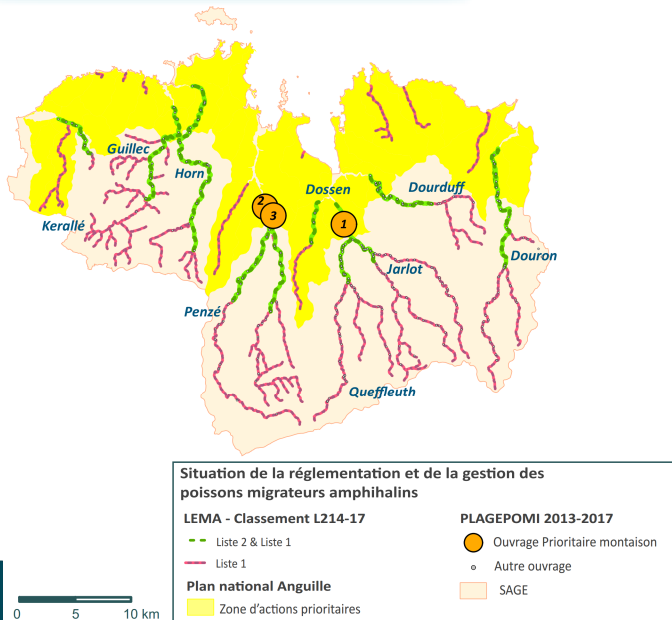 Guillec
Horn
Dossen
Dourduff
2
3
1
Kerallé
Douron
Jarlot
Penzé
Queffleuth
Situation de la réglementation et de la gestion des
poissons migrateurs amphihalins
LEMA - Classement L214-17
Liste 2 & Liste 1
Liste 1
Plan national Anguille
Zone d'actions prioritaires
PLAGEPOMI 2013-2017
Ouvrage Prioritaire montaison
Autre ouvrage
SAGE
0 5 10 km